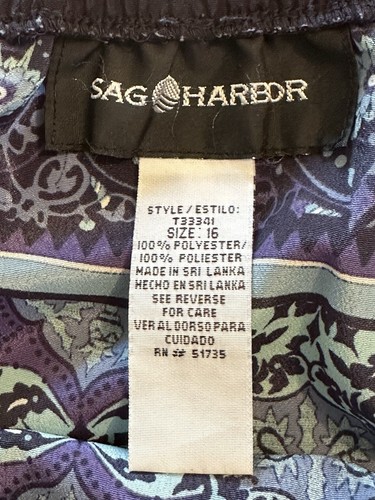 SAG HARBOR
STYLE/ESTILO:
T33341
SIZE: 16
100% POLYESTER/
100% POLIESTER
MADE IN SRI LANKA
HECHO EN SRI LANKA
SEE REVERSE
FOR CARE
VER AL DORSO PARA
CUIDADO
RN # 51735